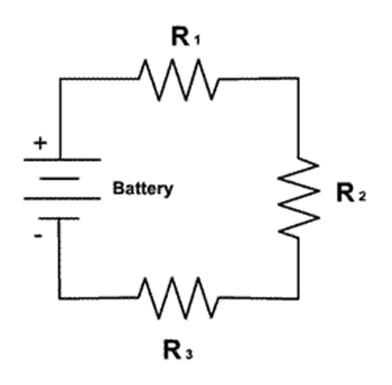 R₁
+
Battery
R₂
-
R₃